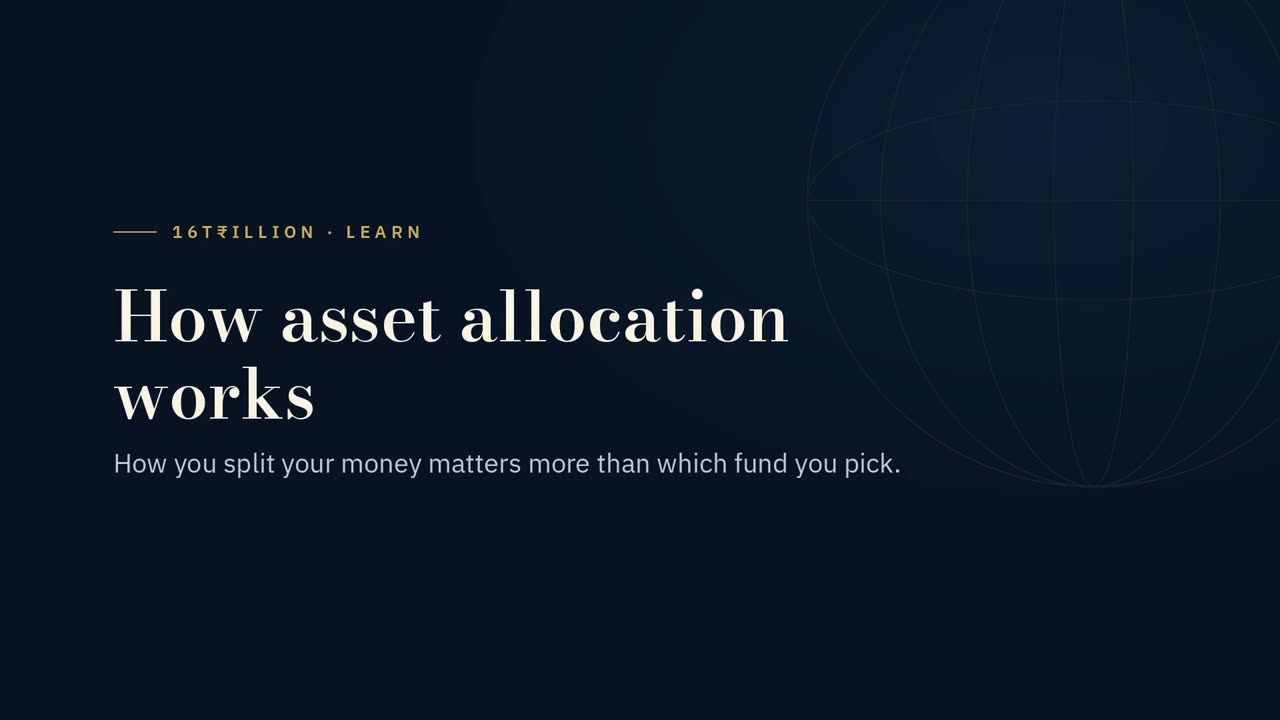 16T₹ILLION · LEARN
How asset allocation
works
How you split your money matters more than which fund you pick.